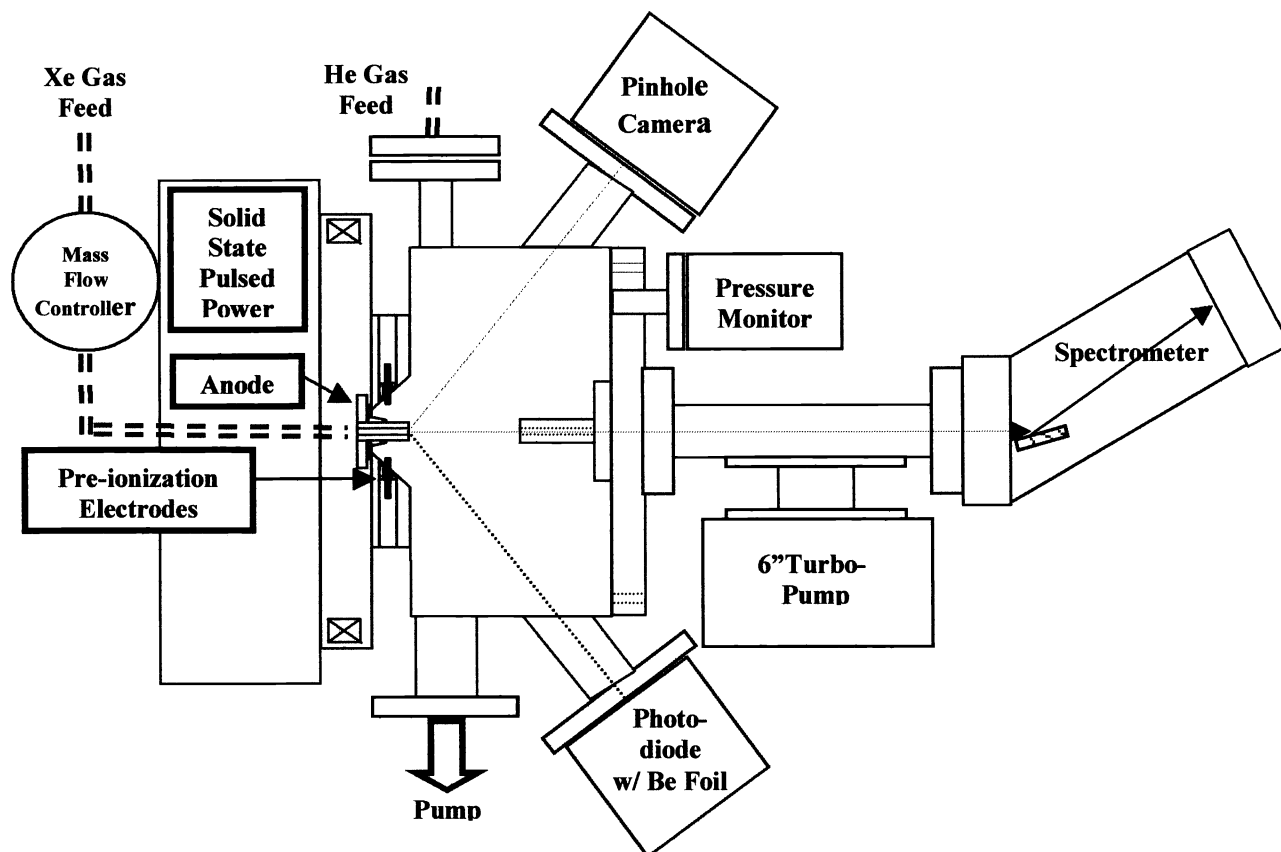 Xe Gas
Feed
He Gas
Feed
Pinhole
Camera
Solid
State
Pulsed
Power
Mass
Flow
Controller
Pressure
Monitor
Spectrometer
Anode
Pre-ionization
Electrodes
6”Turbo-
Pump
Photo-
diode
w/ Be Foil
Pump